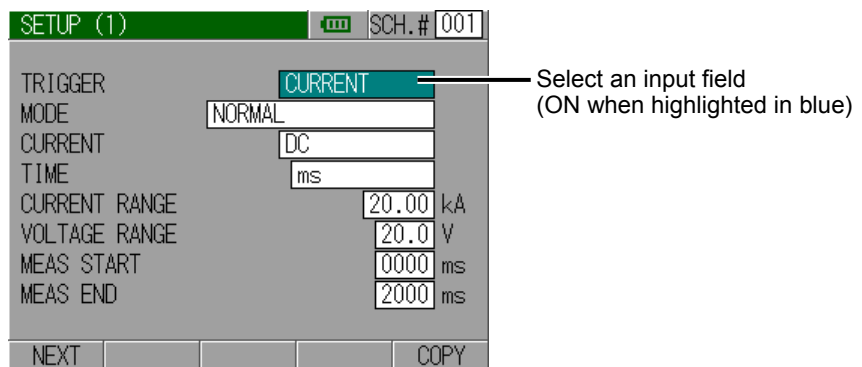 SETUP (1) SCH.# 001
TRIGGER CURRENT
MODE NORMAL
CURRENT DC
TIME ms
CURRENT RANGE 20.00 kA
VOLTAGE RANGE 20.0 V
MEAS START 0000 ms
MEAS END 2000 ms
NEXT COPY
Select an input field
(ON when highlighted in blue)